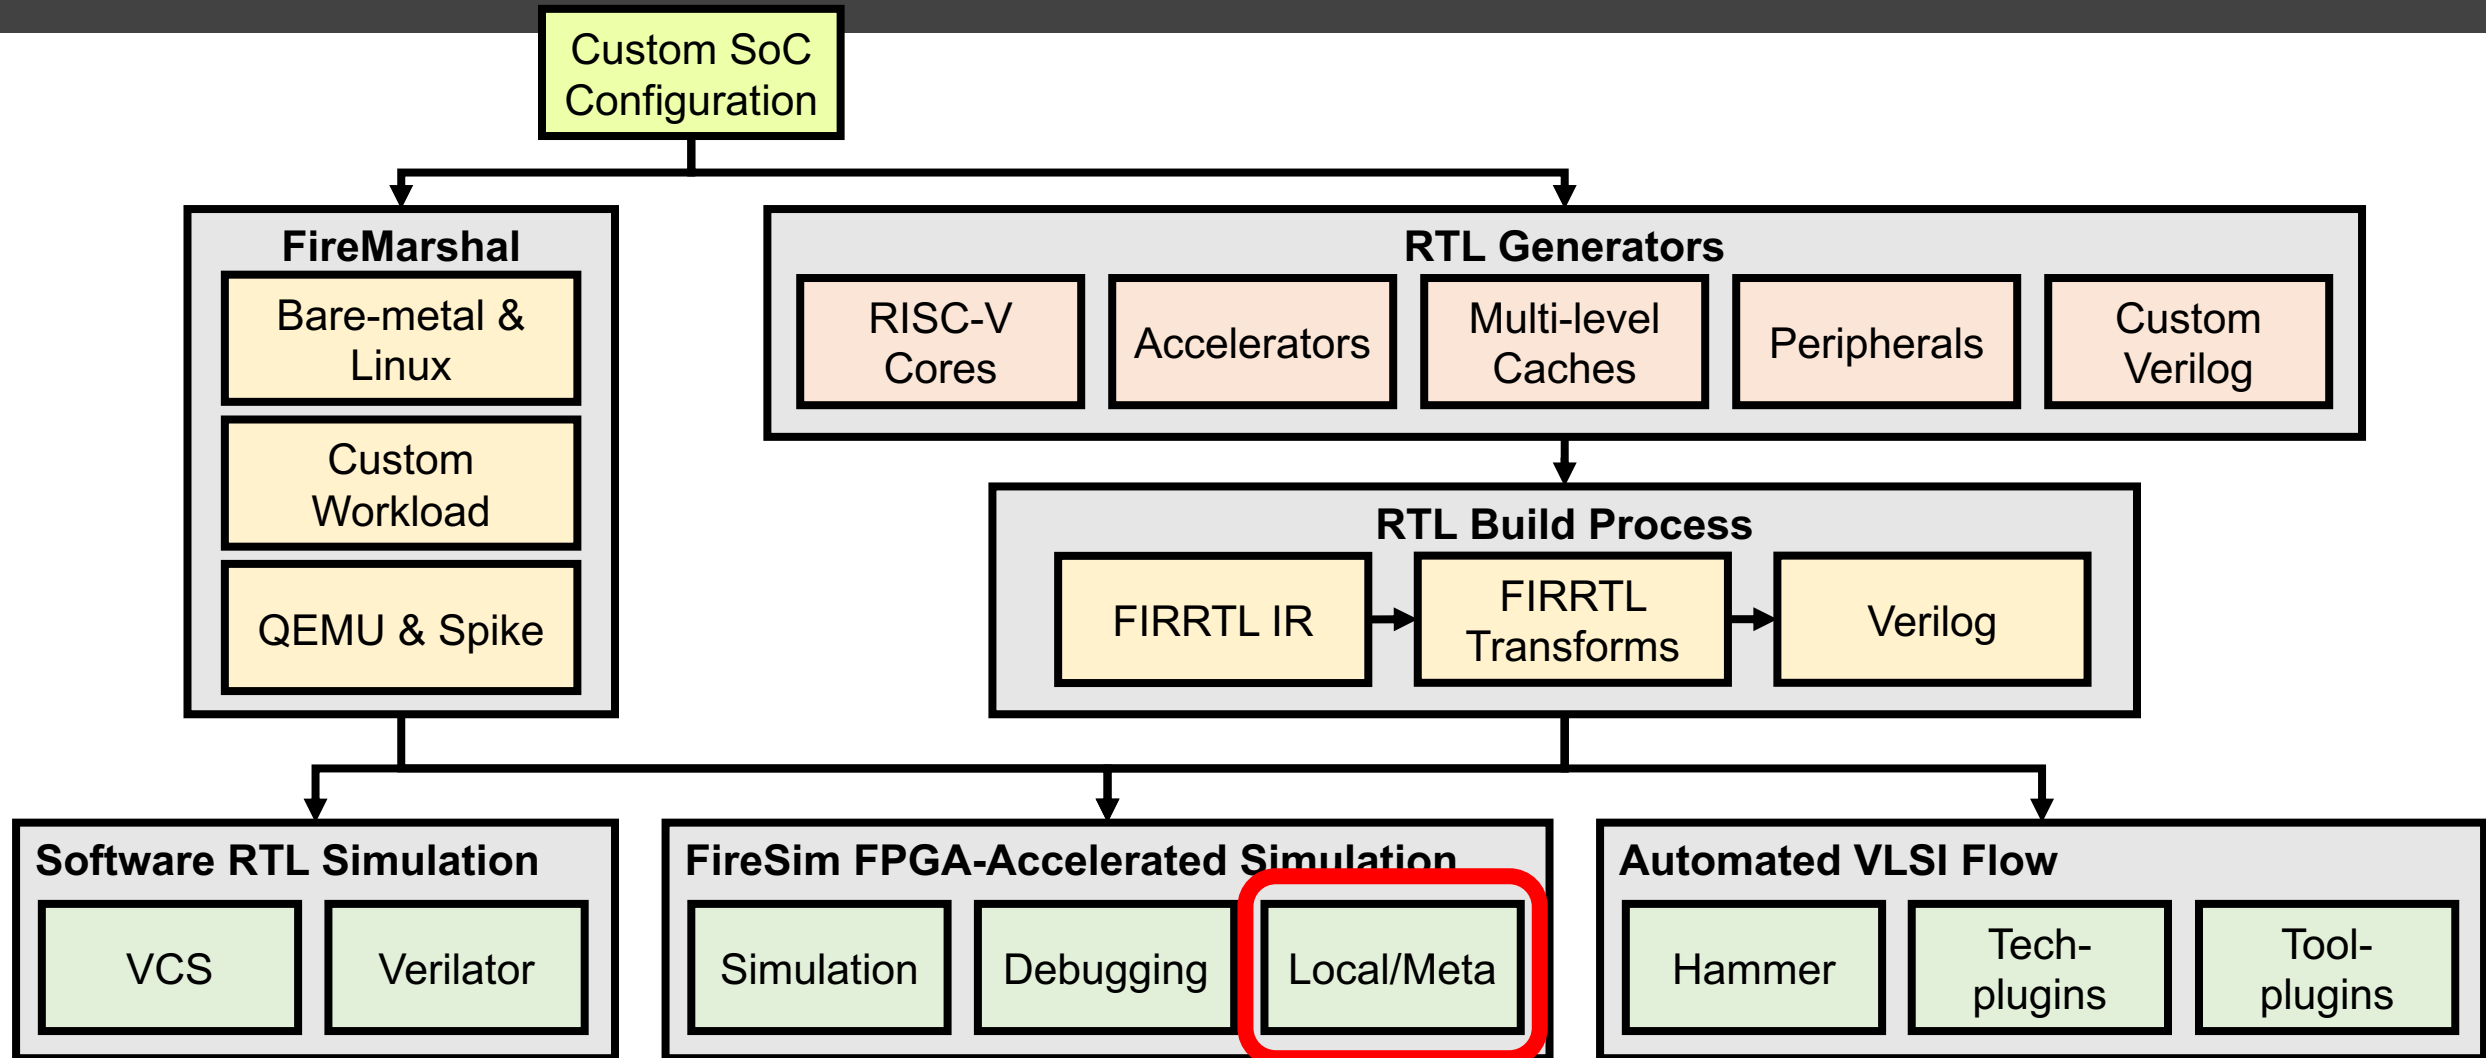 Custom SoC
Configuration
FireMarshal
Bare-metal &
Linux
Custom
Workload
QEMU & Spike
RTL Generators
RISC-V
Cores
Accelerators
Multi-level
Caches
Peripherals
Custom
Verilog
RTL Build Process
FIRRTL IR
FIRRTL
Transforms
Verilog
Software RTL Simulation
VCS
Verilator
FireSim FPGA-Accelerated Simulation
Simulation
Debugging
Local/Meta
Automated VLSI Flow
Hammer
Tech-
plugins
Tool-
plugins